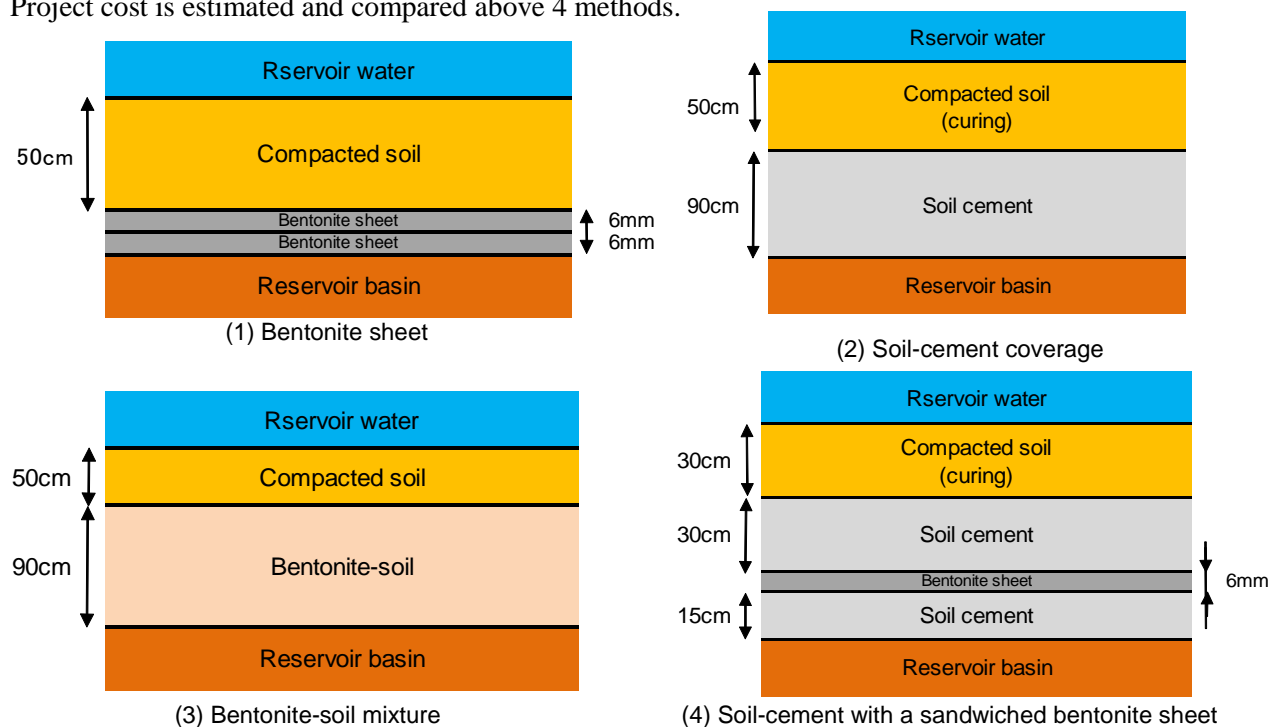 Project cost is estimated and compared above 4 methods.
Rservoir water
50cm
Compacted soil
Bentonite sheet
6mm
Bentonite sheet
6mm
Reservoir basin
(1) Bentonite sheet
Rservoir water
50cm
Compacted soil
(curing)
90cm
Soil cement
Reservoir basin
(2) Soil-cement coverage
Rservoir water
50cm
Compacted soil
90cm
Bentonite-soil
Reservoir basin
(3) Bentonite-soil mixture
Rservoir water
30cm
Compacted soil
(curing)
30cm
Soil cement
Bentonite sheet
6mm
15cm
Soil cement
Reservoir basin
(4) Soil-cement with a sandwiched bentonite sheet